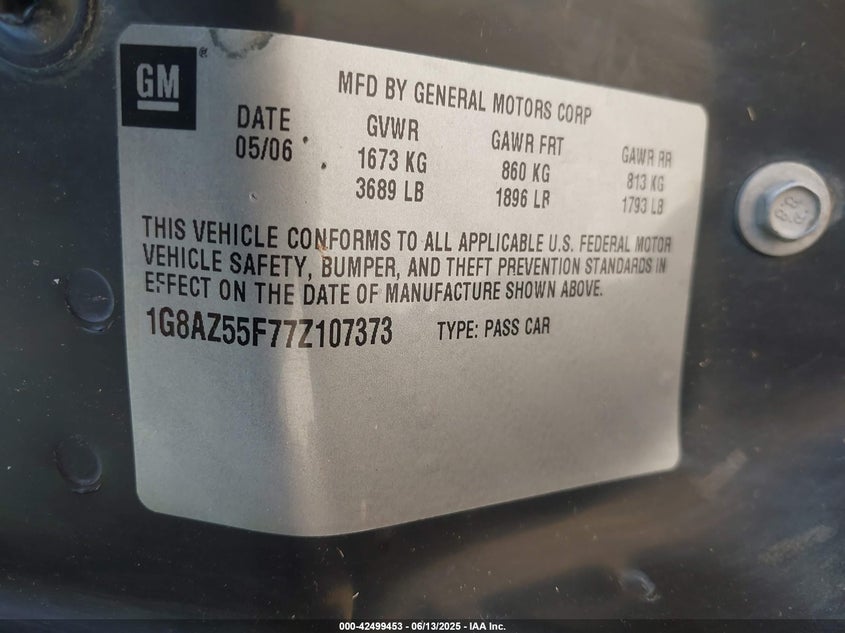 GM ®
MFD BY GENERAL MOTORS CORP
DATE GVWR GAWR FRT GAWR RR
05/06 1673 KG 860 KG 813 KG
3689 LB 1896 LB 1793 LB
THIS VEHICLE CONFORMS TO ALL APPLICABLE U.S. FEDERAL MOTOR
VEHICLE SAFETY, BUMPER, AND THEFT PREVENTION STANDARDS IN
EFFECT ON THE DATE OF MANUFACTURE SHOWN ABOVE.
1G8AZ55F77Z107373 TYPE: PASS CAR
000-42499453 - 06/13/2025 - IAA Inc.